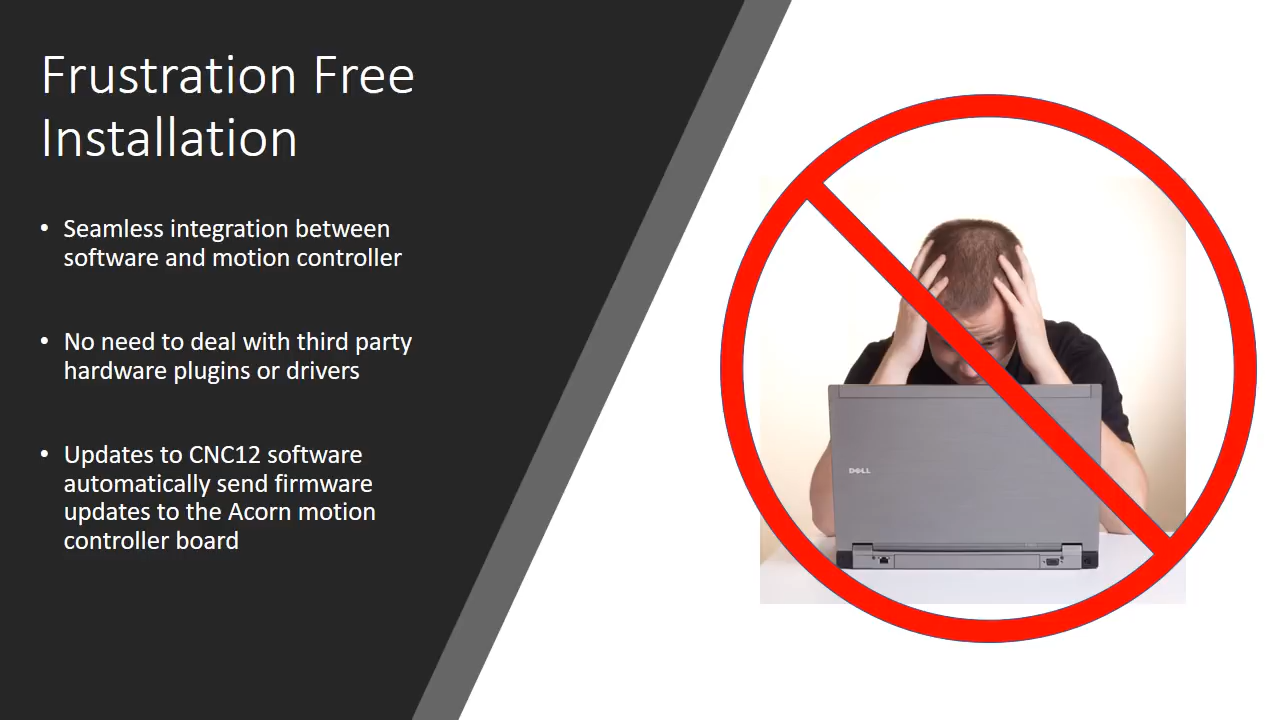 Frustration Free
Installation
• Seamless integration between
software and motion controller
• No need to deal with third party
hardware plugins or drivers
• Updates to CNC12 software
automatically send firmware
updates to the Acorn motion
controller board
DELL